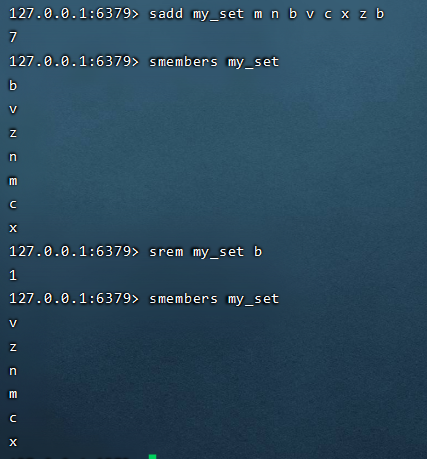 127.0.0.1:6379> sadd my_set m n b v c x z b
7
127.0.0.1:6379> smembers my_set
b
v
z
n
m
c
x
127.0.0.1:6379> srem my_set b
1
127.0.0.1:6379> smembers my_set
v
z
n
m
c
x